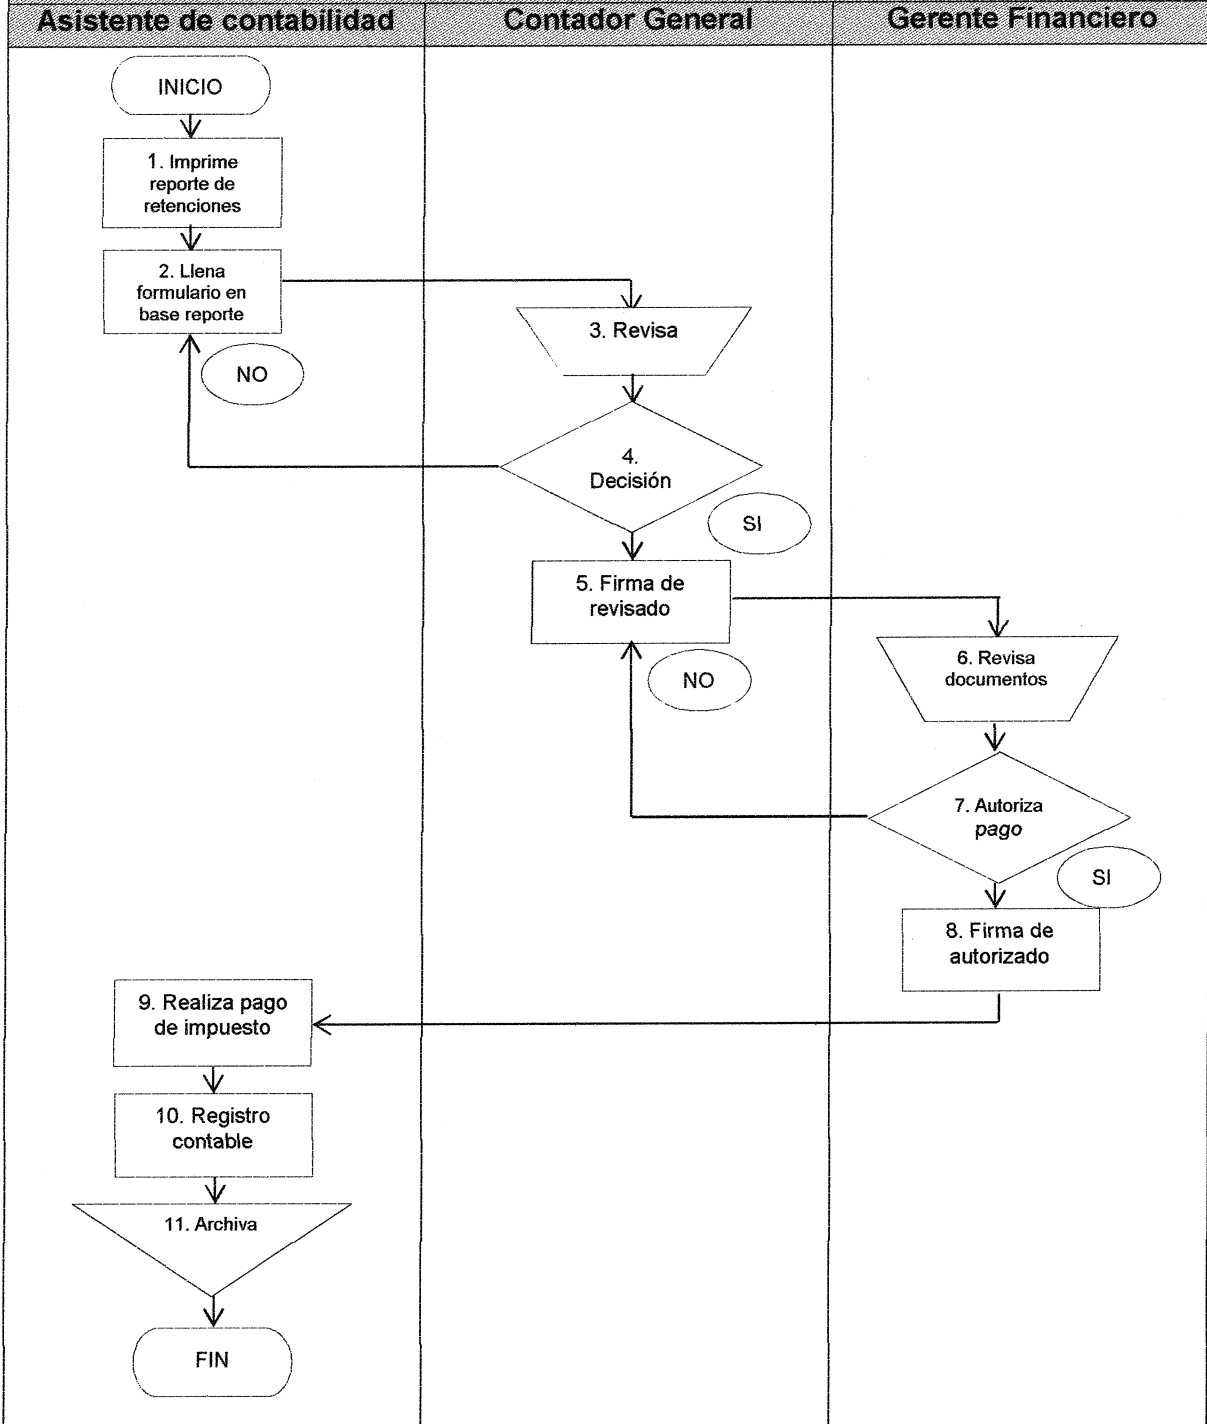 Asistente de contabilidad
Contador General
Gerente Financiero
INICIO
1. Imprime
reporte de
retenciones
2. Llena
formulario en
base reporte
3. Revisa
NO
4.
Decisión
SI
5. Firma de
revisado
6. Revisa
documentos
NO
7. Autoriza
pago
SI
8. Firma de
autorizado
9. Realiza pago
de impuesto
10. Registro
contable
11. Archiva
FIN